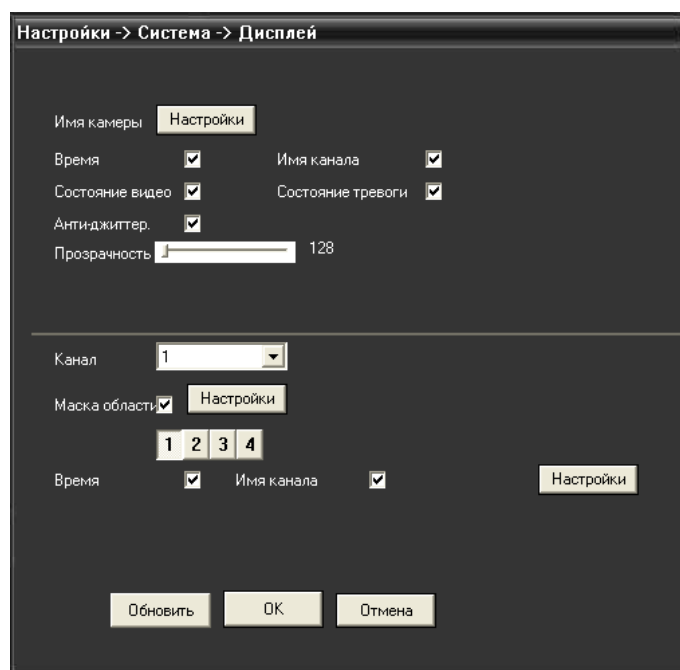 Настройки -> Система -> Дисплей
Имя камеры Настройки
Время Имя канала
Состояние видео Состояние тревоги
Анти-джиттер.
Прозрачность 128
Канал 1
Маска области Настройки
1 2 3 4
Время Имя канала Настройки
Обновить OK Отмена